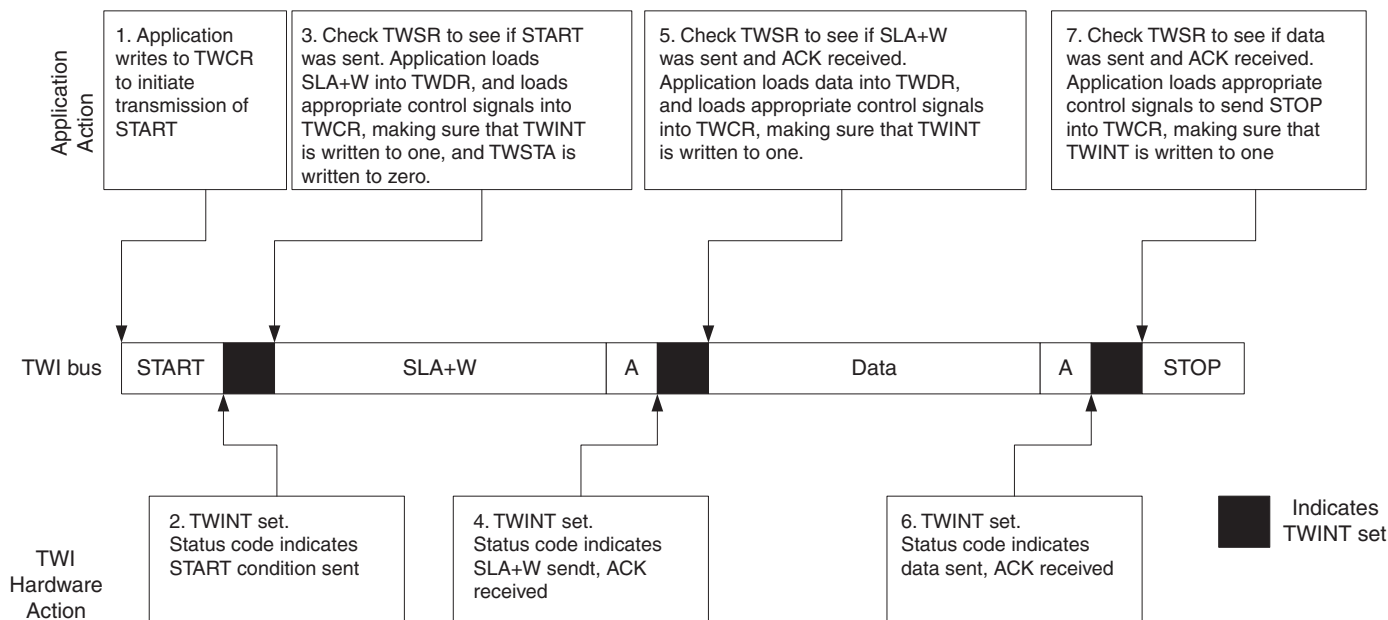 Application
Action
1. Application
writes to TWCR
to initiate
transmission of
START
3. Check TWSR to see if START
was sent. Application loads
SLA+W into TWDR, and loads
appropriate control signals into
TWCR, making sure that TWINT
is written to one, and TWSTA is
written to zero.
5. Check TWSR to see if SLA+W
was sent and ACK received.
Application loads data into TWDR,
and loads appropriate control signals
into TWCR, making sure that TWINT
is written to one.
7. Check TWSR to see if data
was sent and ACK received.
Application loads appropriate
control signals to send STOP
into TWCR, making sure that
TWINT is written to one
TWI bus
START
SLA+W
A
Data
A
STOP
TWI
Hardware
Action
2. TWINT set.
Status code indicates
START condition sent
4. TWINT set.
Status code indicates
SLA+W sendt, ACK
received
6. TWINT set.
Status code indicates
data sent, ACK received
Indicates
TWINT set